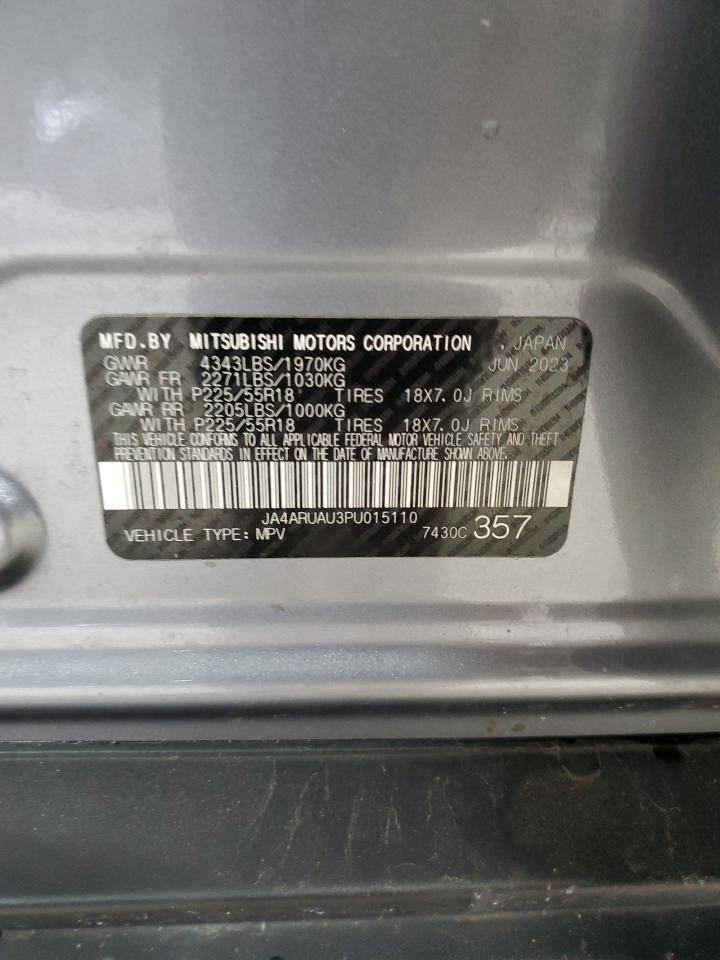 MFD.BY MITSUBISHI MOTORS CORPORATION , JAPAN
GVWR 4343LBS/1970KG JUN, 2023
GAWR FR 2271LBS/1030KG
WITH P225/55R18 TIRES 18X7.0J RIMS
GAWR RR 2205LBS/1000KG
WITH P225/55R18 TIRES 18X7.0J RIMS
THIS VEHICLE CONFORMS TO ALL APPLICABLE FEDERAL MOTOR VEHICLE SAFETY AND THEFT
PREVENTION STANDARDS IN EFFECT ON THE DATE OF MANUFACTURE SHOWN ABOVE.
JA4ARUAU3PU015110
VEHICLE TYPE: MPV 7430C 357